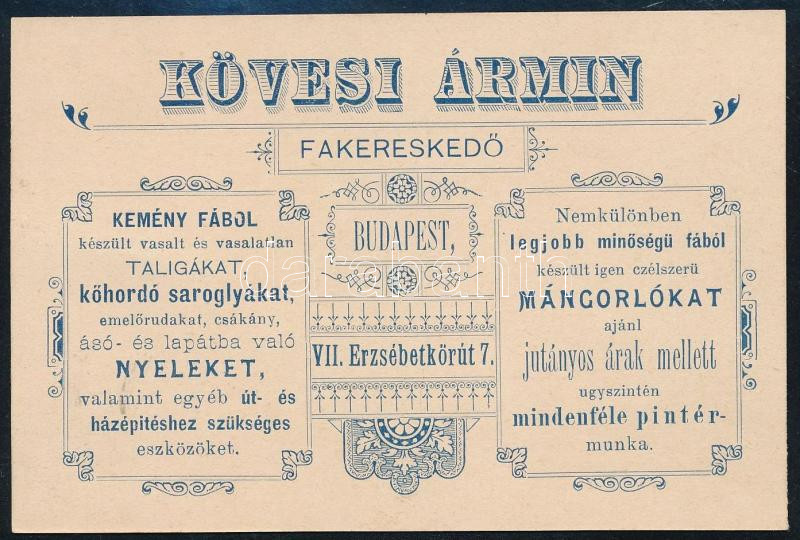 KÖVESI ÁRMIN
FAKERESKEDŐ
KEMÉNY FÁBOL
készült vasalt és vasalatlan
TALIGÁKAT,
kőhordó saroglyákat,
emelőrudakat, csákány,
ásó- és lapátba való
NYELEKET,
valamint egyéb út- és
házépitéshez szükséges
eszközöket.
BUDAPEST,
VII. Erzsébetkörút 7.
Nemkülönben
legjobb minőségü fából
készült igen czélszerü
MÁNGORLÓKAT
ajánl
jutányos árak mellett
ugyszintén
mindenféle pintér-
munka.
darabanth